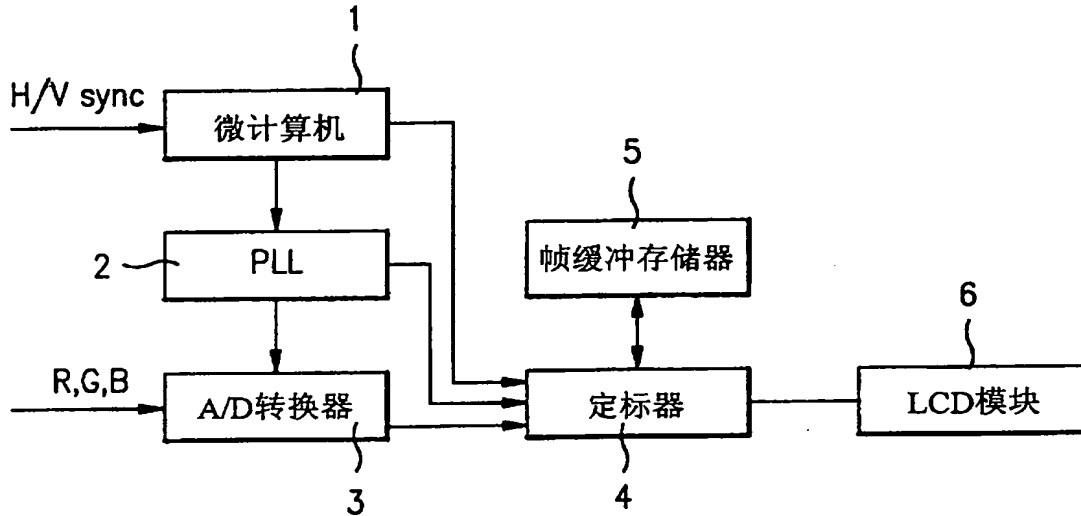 1
H/V sync
微计算机
5
2
PLL
帧缓冲存储器
6
R,G,B
A/D转换器
定标器
LCD模块
3
4